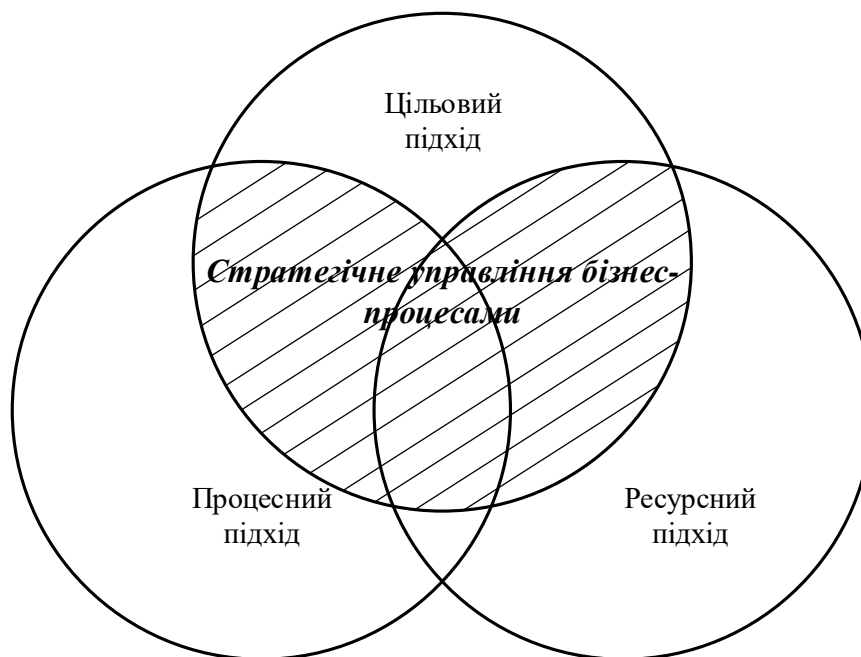 Цільовий
підхід
Стратегічне управління бізнес-
процесами
Процесний
підхід
Ресурсний
підхід